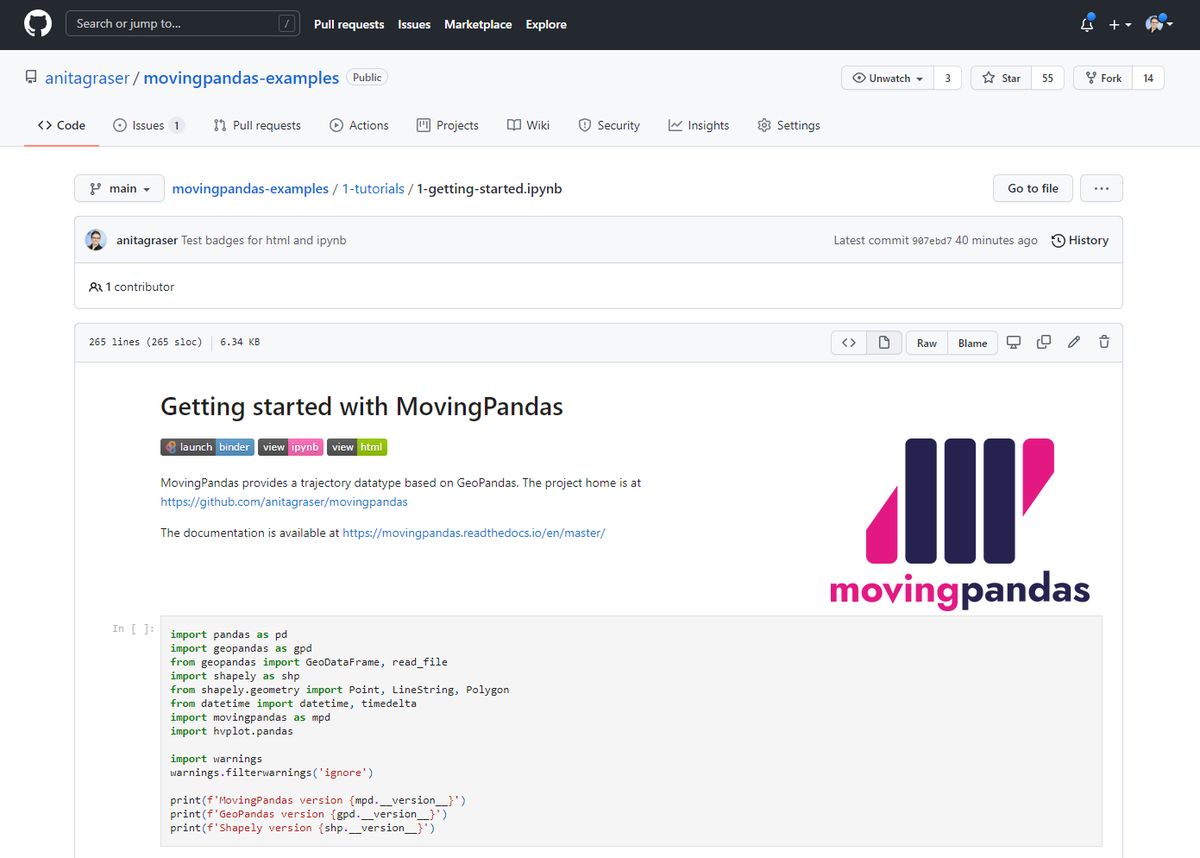 Search or jump to... /
Pull requests Issues Marketplace Explore
anitagraser / movingpandas-examples Public
Unwatch 3 Star 55 Fork 14
Code Issues 1 Pull requests Actions Projects Wiki Security Insights Settings
main movingpandas-examples / 1-tutorials / 1-getting-started.ipynb Go to file ...
anitagraser Test badges for html and ipynb Latest commit 907ebd7 40 minutes ago History
1 contributor
265 lines (265 sloc) 6.34 KB <> Raw Blame
Getting started with MovingPandas
launch binder view ipynb view html
MovingPandas provides a trajectory datatype based on GeoPandas. The project home is at
https://github.com/anitagraser/movingpandas
The documentation is available at https://movingpandas.readthedocs.io/en/master/
movingpandas
In [ ]:
import pandas as pd
import geopandas as gpd
from geopandas import GeoDataFrame, read_file
import shapely as shp
from shapely.geometry import Point, LineString, Polygon
from datetime import datetime, timedelta
import movingpandas as mpd
import hvplot.pandas
import warnings
warnings.filterwarnings('ignore')
print(f'MovingPandas version {mpd.__version__}')
print(f'GeoPandas version {gpd.__version__}')
print(f'Shapely version {shp.__version__}')